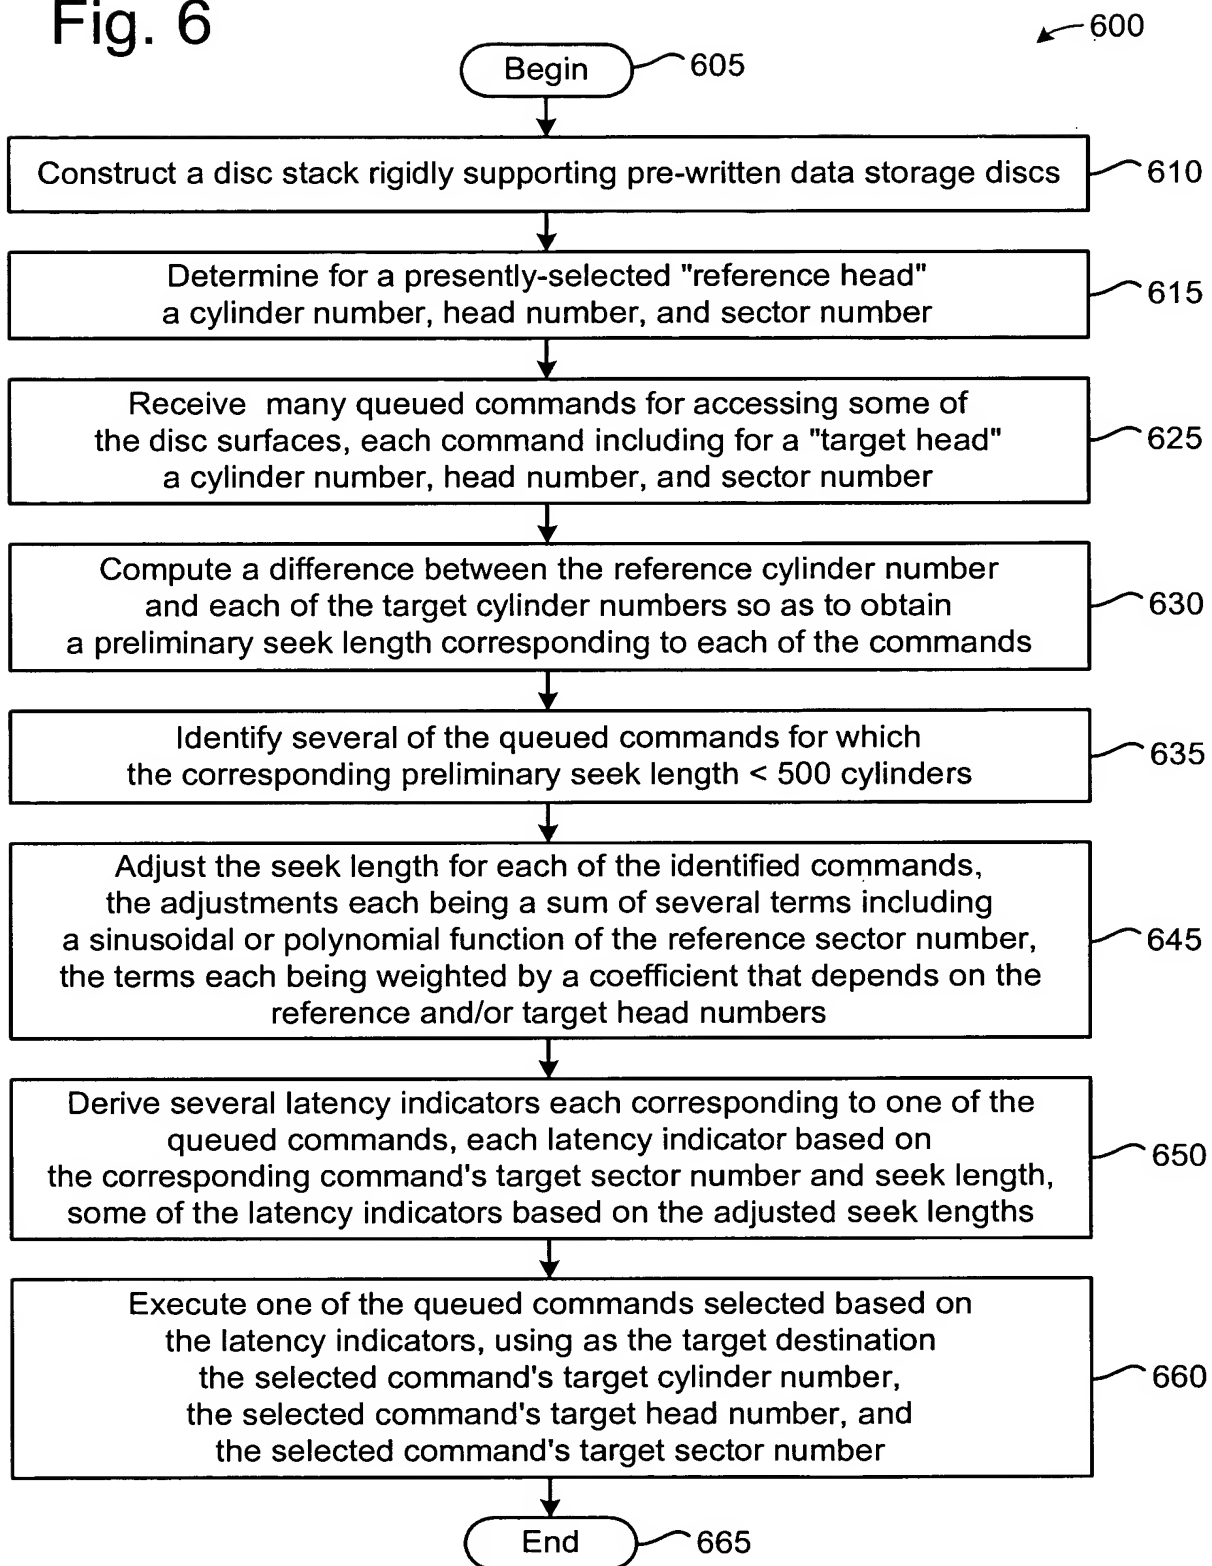 Fig. 6
600
Begin
605
Construct a disc stack rigidly supporting pre-written data storage discs
610
Determine for a presently-selected "reference head"
a cylinder number, head number, and sector number
615
Receive many queued commands for accessing some of
the disc surfaces, each command including for a "target head"
a cylinder number, head number, and sector number
625
Compute a difference between the reference cylinder number
and each of the target cylinder numbers so as to obtain
a preliminary seek length corresponding to each of the commands
630
Identify several of the queued commands for which
the corresponding preliminary seek length < 500 cylinders
635
Adjust the seek length for each of the identified commands,
the adjustments each being a sum of several terms including
a sinusoidal or polynomial function of the reference sector number,
the terms each being weighted by a coefficient that depends on the
reference and/or target head numbers
645
Derive several latency indicators each corresponding to one of the
queued commands, each latency indicator based on
the corresponding command's target sector number and seek length,
some of the latency indicators based on the adjusted seek lengths
650
Execute one of the queued commands selected based on
the latency indicators, using as the target destination
the selected command's target cylinder number,
the selected command's target head number, and
the selected command's target sector number
660
End
665